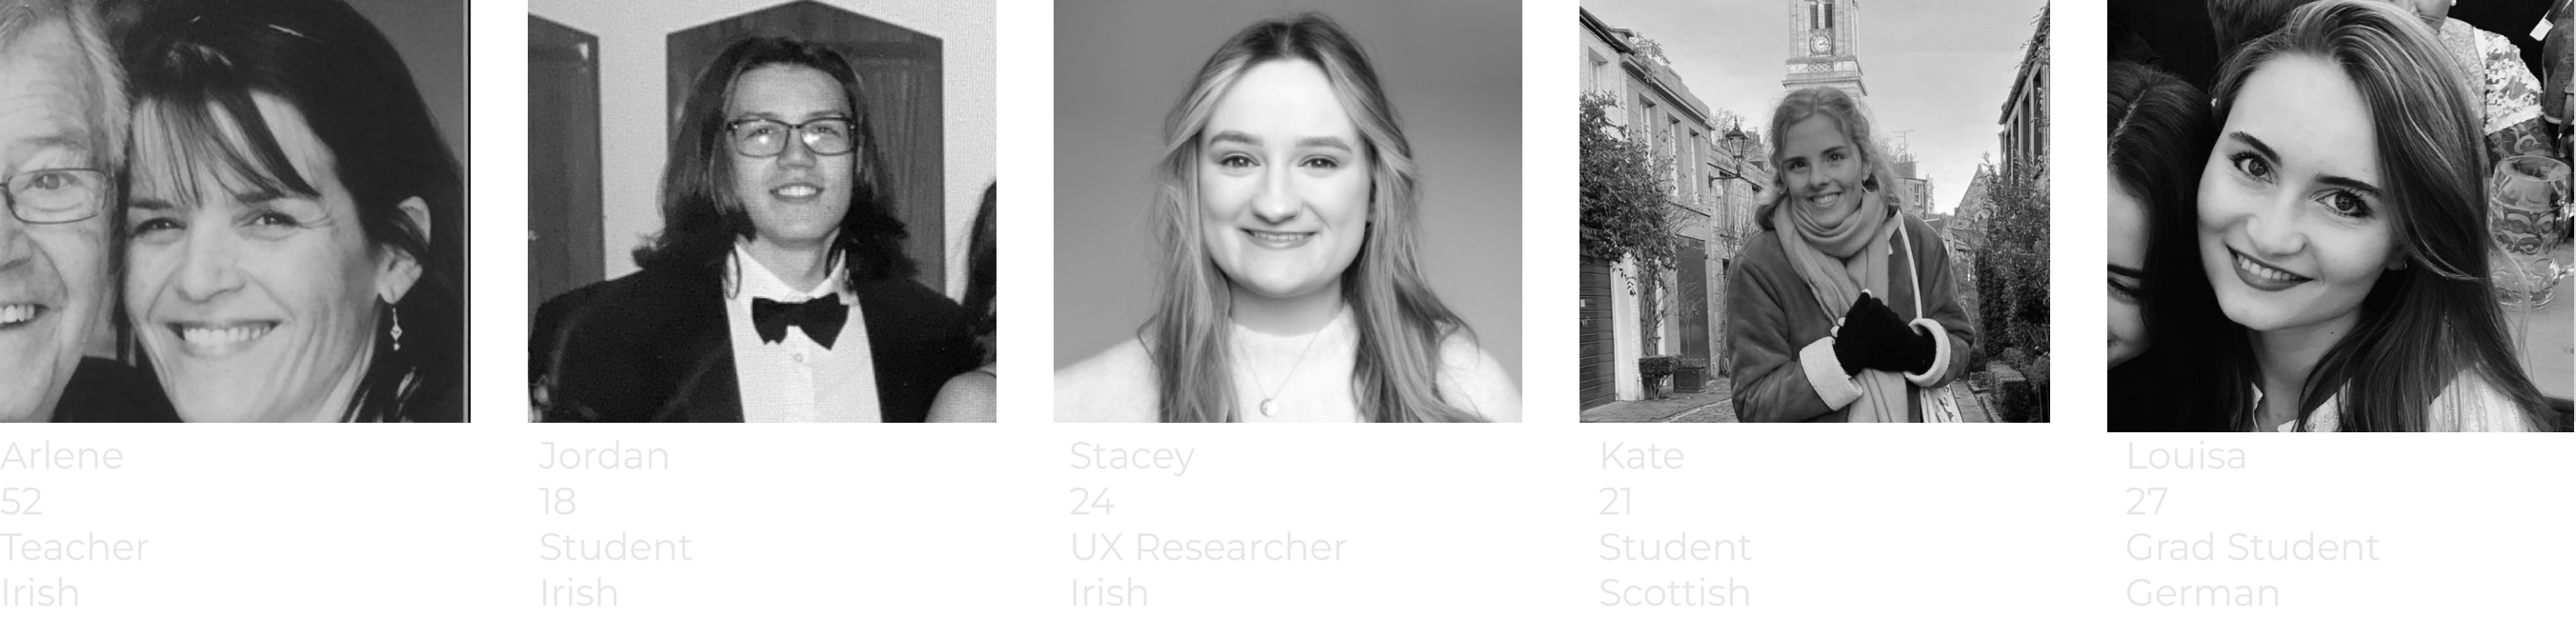 Arlene
52
Teacher
Irish
Jordan
18
Student
Irish
Stacey
24
UX Researcher
Irish
Kate
21
Student
Scottish
Louisa
27
Grad Student
German